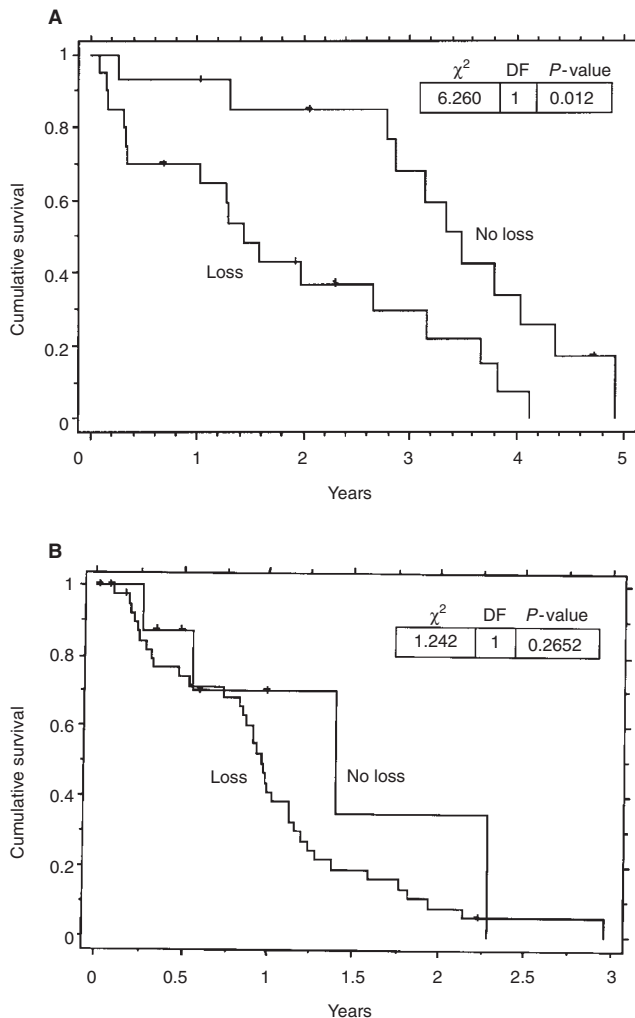 A
χ² DF P-value
6.260 1 0.012
1
0.8
0.6
0.4
0.2
0
Cumulative survival
No loss
Loss
0 1 2 3 4 5
Years
B
χ² DF P-value
1.242 1 0.2652
1
0.8
0.6
0.4
0.2
0
Cumulative survival
Loss No loss
0 0.5 1 1.5 2 2.5 3
Years